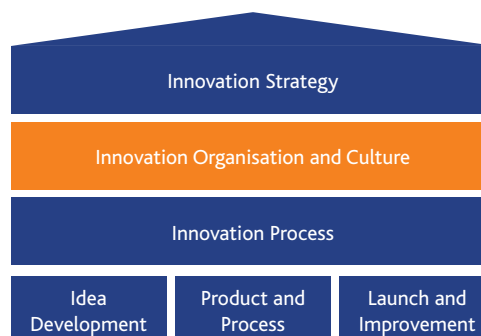 Innovation Strategy
Innovation Organisation and Culture
Innovation Process
Idea
Development
Product and
Process
Launch and
Improvement